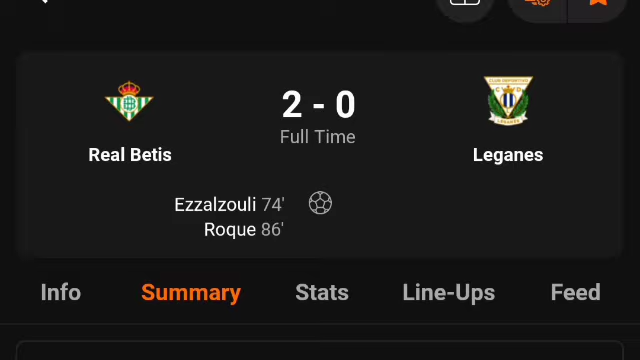 2 - 0
Full Time
Real Betis
Leganes
Ezzalzouli 74'
Roque 86'
Info Summary Stats Line-Ups Feed